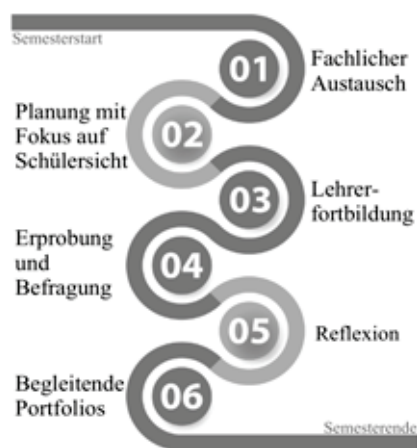 Semesterstart
01
Fachlicher
Austausch
Planung mit
Fokus auf
Schülersicht
02
03
Lehrer-
fortbildung
Erprobung
und
Befragung
04
05
Reflexion
Begleitende
Portfolios
06
Semesterende